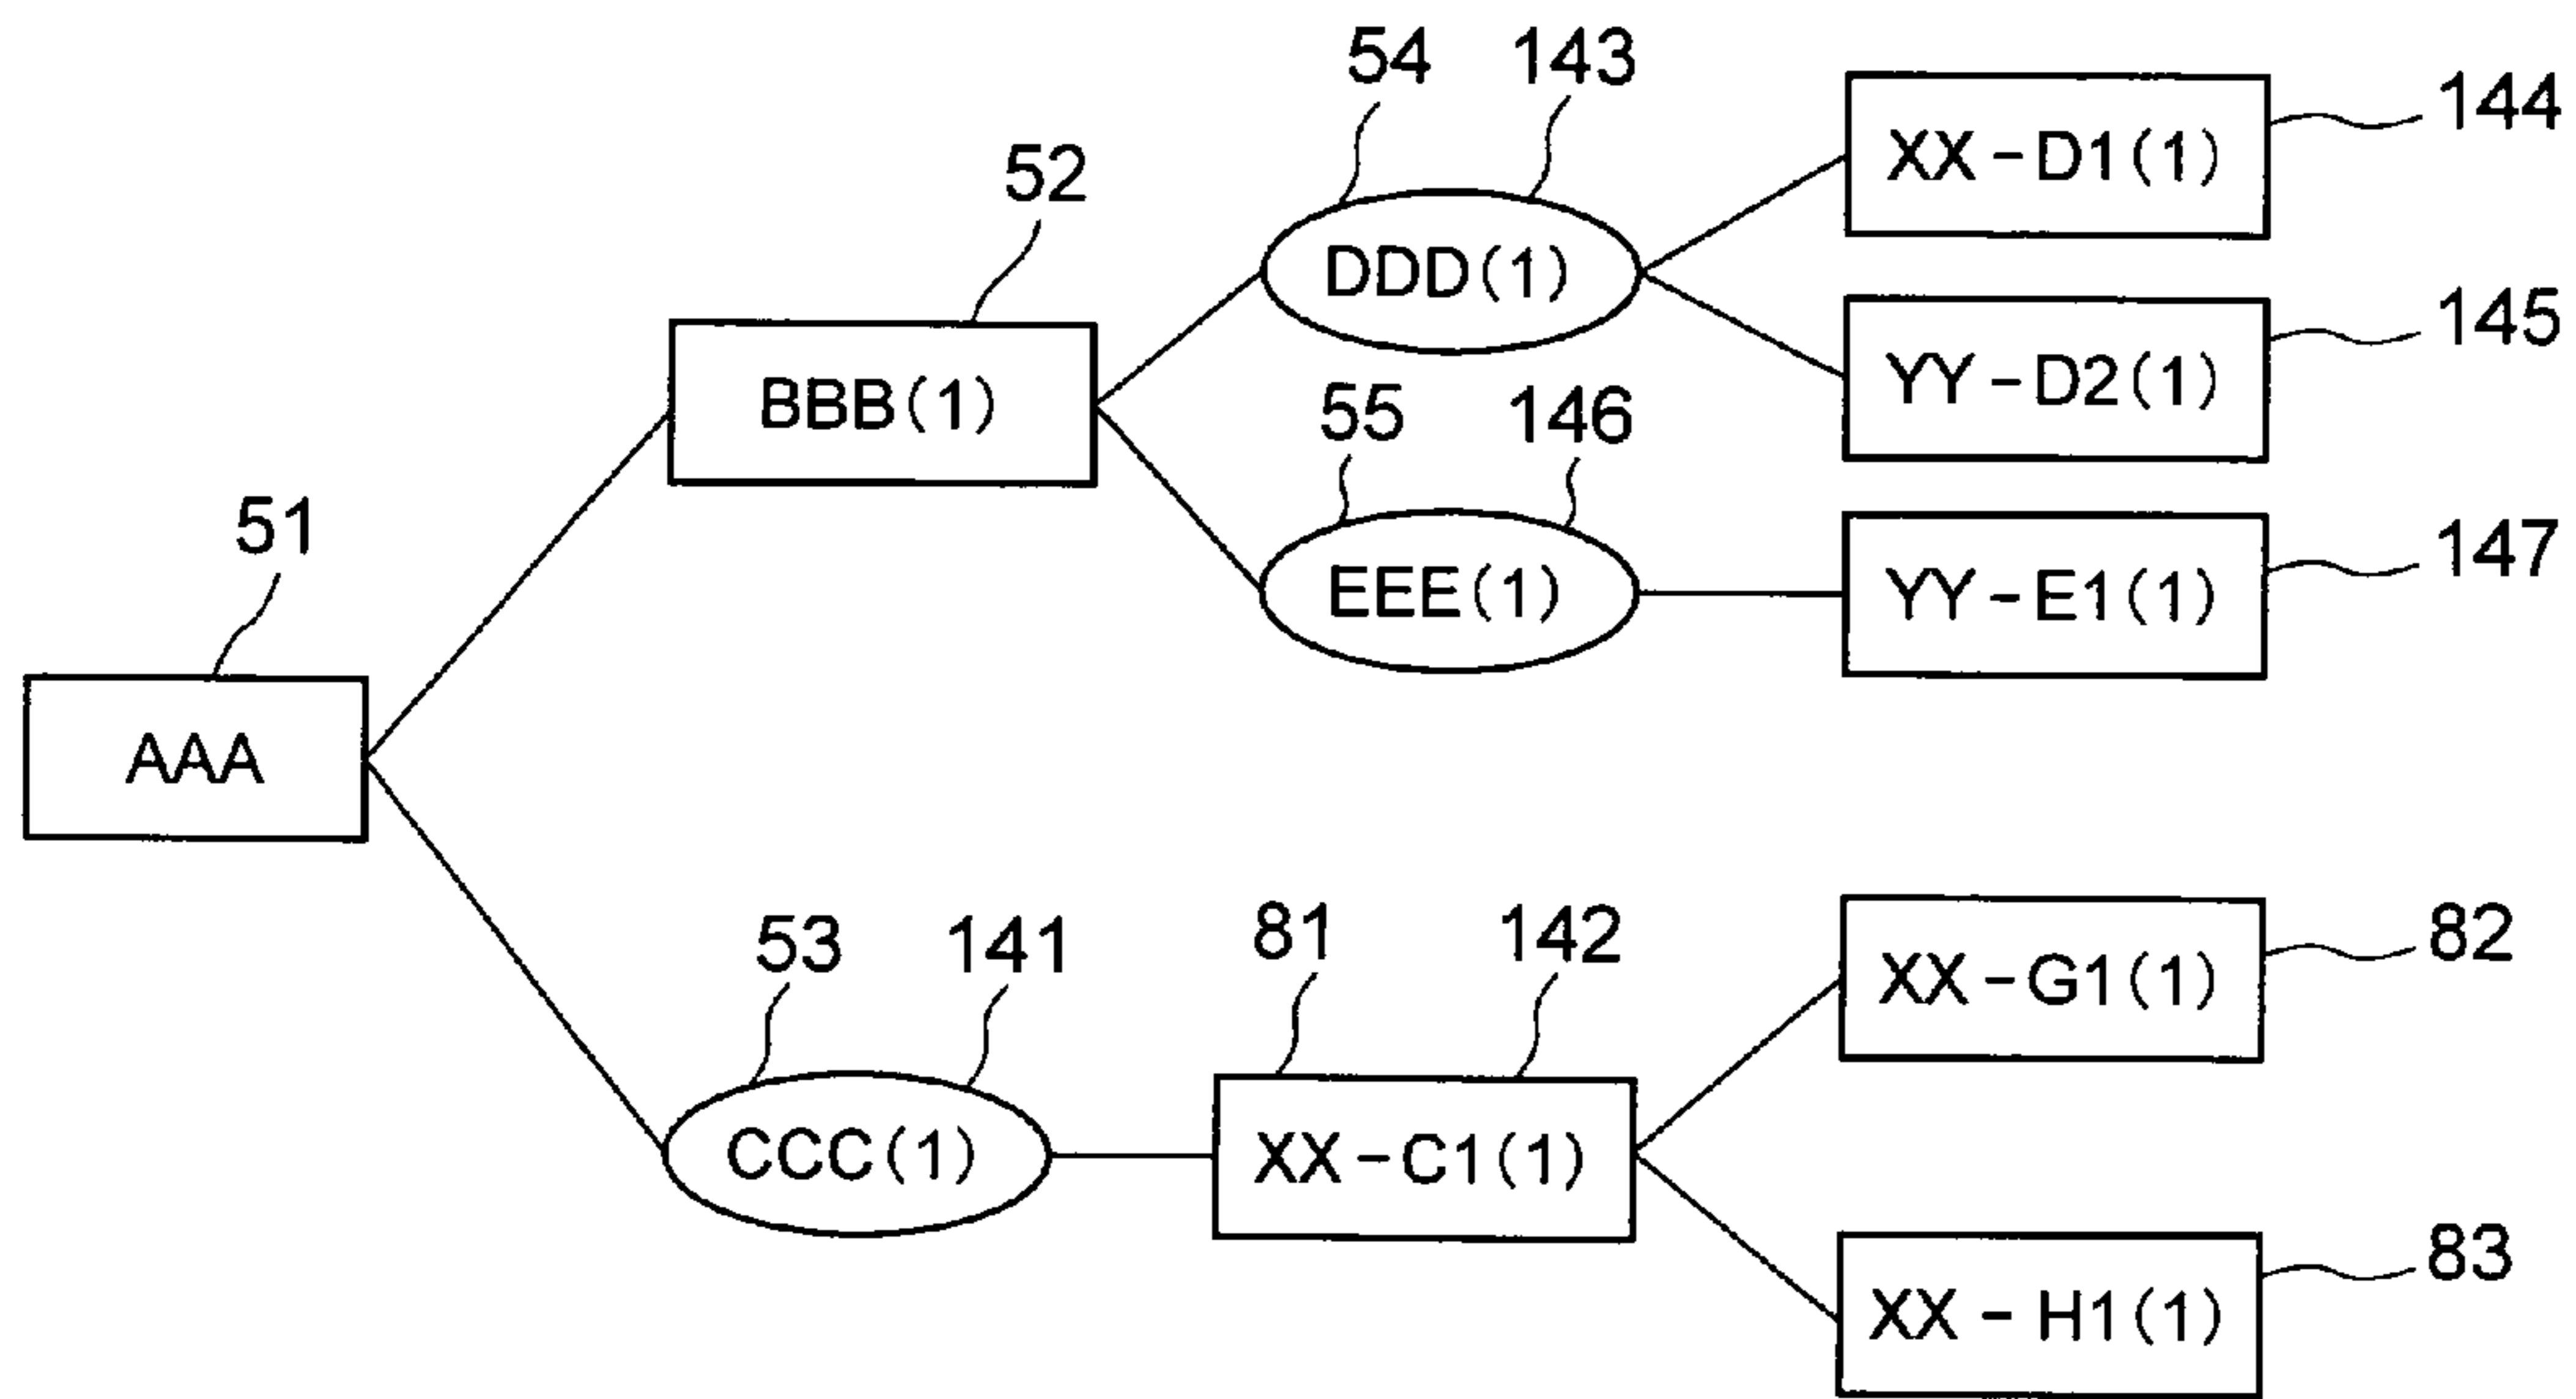 54 143
XX-D1(1) 144
52
DDD(1)
YY-D2(1) 145
BBB(1)
55 146
51
EEE(1)
YY-E1(1) 147
AAA
53 141
81 142
XX-G1(1) 82
CCC(1)
XX-C1(1)
XX-H1(1) 83